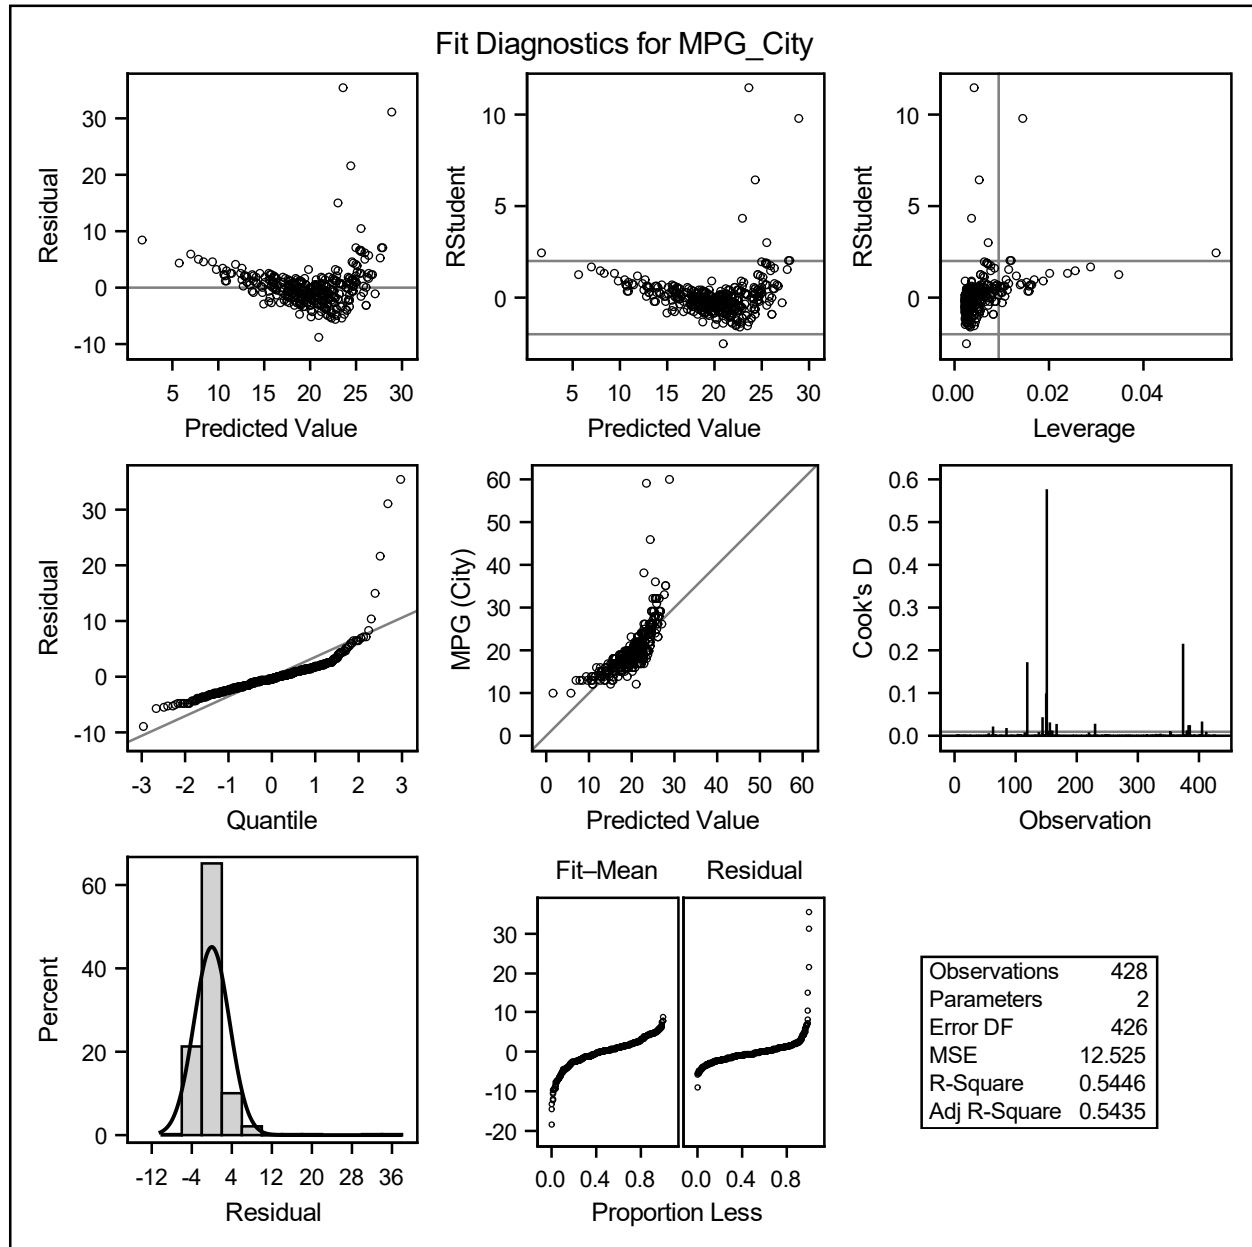 Fit Diagnostics for MPG_City
Residual
30
20
10
0
-10
5 10 15 20 25 30
Predicted Value
RStudent
10
5
0
5 10 15 20 25 30
Predicted Value
RStudent
10
5
0
0.00 0.02 0.04
Leverage
Residual
30
20
10
0
-10
-3 -2 -1 0 1 2 3
Quantile
MPG (City)
60
50
40
30
20
10
0
0 10 20 30 40 50 60
Predicted Value
Cook's D
0.6
0.5
0.4
0.3
0.2
0.1
0.0
0 100 200 300 400
Observation
Percent
60
40
20
0
-12 -4 4 12 20 28 36
Residual
Fit–Mean Residual
30
20
10
0
-10
-20
0.0 0.4 0.8 0.0 0.4 0.8
Proportion Less
Observations 428
Parameters 2
Error DF 426
MSE 12.525
R-Square 0.5446
Adj R-Square 0.5435